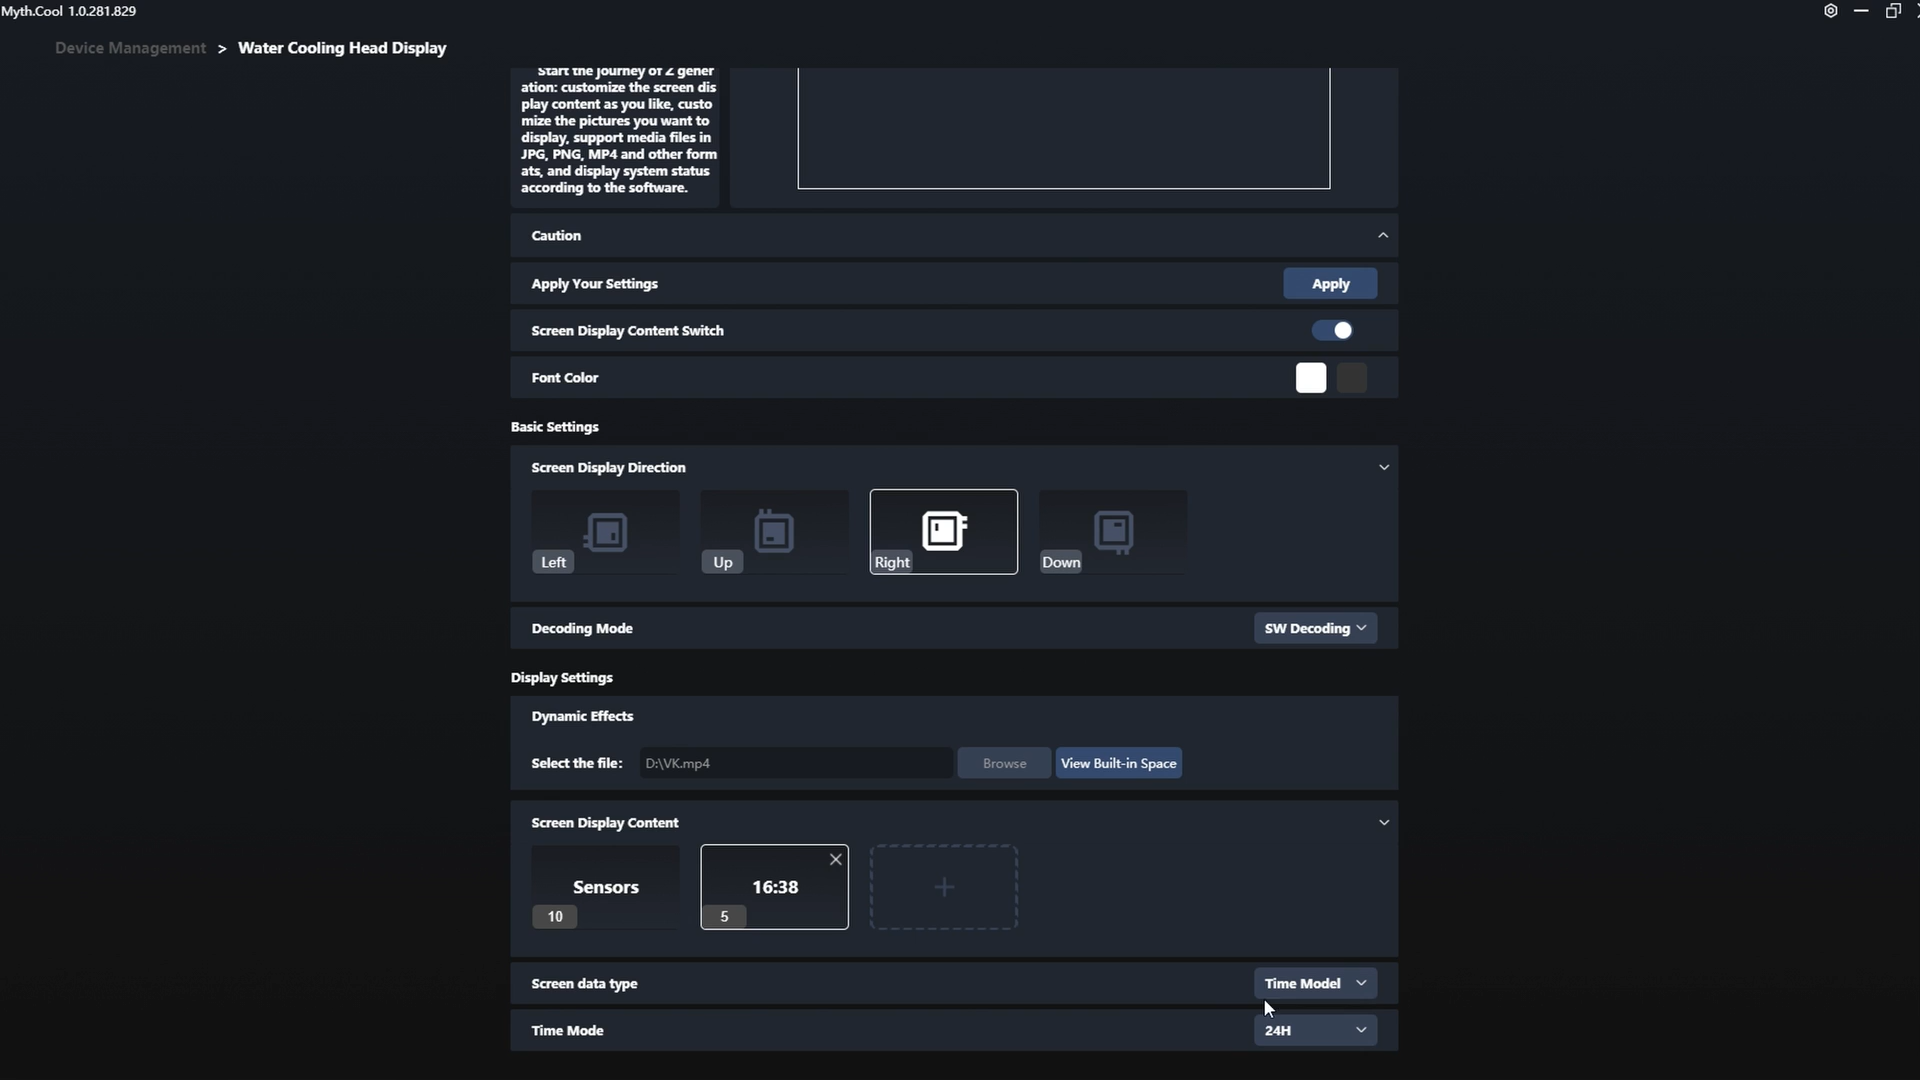 Myth.Cool 1.0.281.829
Device Management > Water Cooling Head Display
Start the journey of Z gener
ation: customize the screen dis
play content as you like, custo
mize the pictures you want to
display, support media files in
JPG, PNG, MP4 and other form
ats, and display system status
according to the software.
Caution
Apply Your Settings
Apply
Screen Display Content Switch
Font Color
Basic Settings
Screen Display Direction
Left
Up
Right
Down
Decoding Mode
SW Decoding
Display Settings
Dynamic Effects
Select the file:
D:\VK.mp4
Browse
View Built-in Space
Screen Display Content
Sensors
10
16:38
5
Screen data type
Time Model
Time Mode
24H